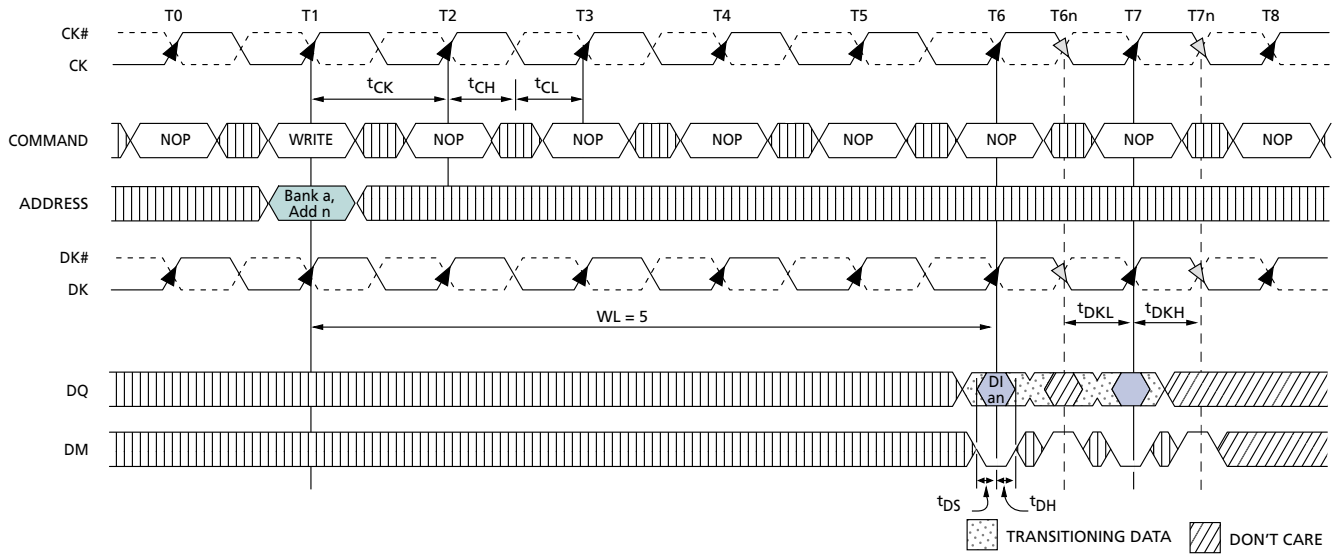 T0 T1 T2 T3 T4 T5 T6 T6n T7 T7n T8
CK#
CK
tCK tCH tCL
COMMAND NOP WRITE NOP NOP NOP NOP NOP NOP NOP
ADDRESS Bank a,
Add n
DK#
DK
WL = 5 tDKL tDKH
DQ DI
an
DM
tDS tDH
TRANSITIONING DATA DON'T CARE